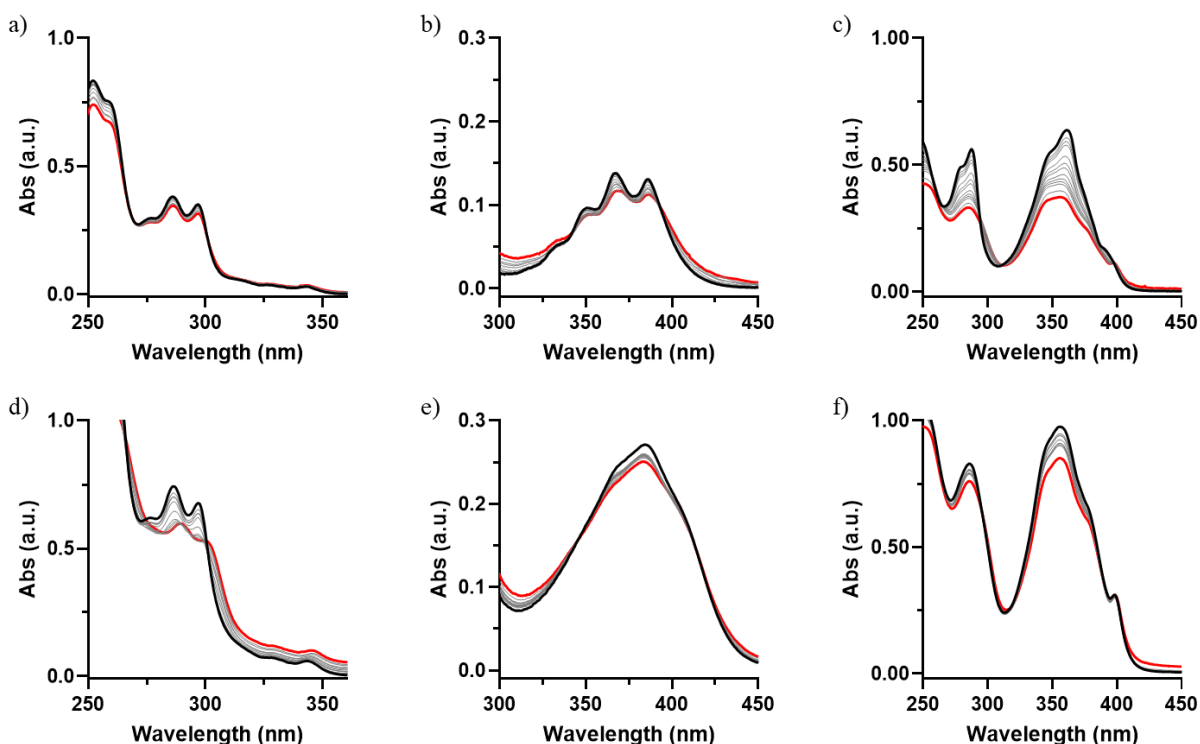 a)
1.0
0.5
0.0
Abs (a.u.)
250 300 350
Wavelength (nm)
b)
0.3
0.2
0.1
0.0
Abs (a.u.)
300 350 400 450
Wavelength (nm)
c)
1.00
0.50
0.00
Abs (a.u.)
250 300 350 400 450
Wavelength (nm)
d)
1.0
0.5
0.0
Abs (a.u.)
250 300 350
Wavelength (nm)
e)
0.3
0.2
0.1
0.0
Abs (a.u.)
300 350 400 450
Wavelength (nm)
f)
1.00
0.50
0.00
Abs (a.u.)
250 300 350 400 450
Wavelength (nm)